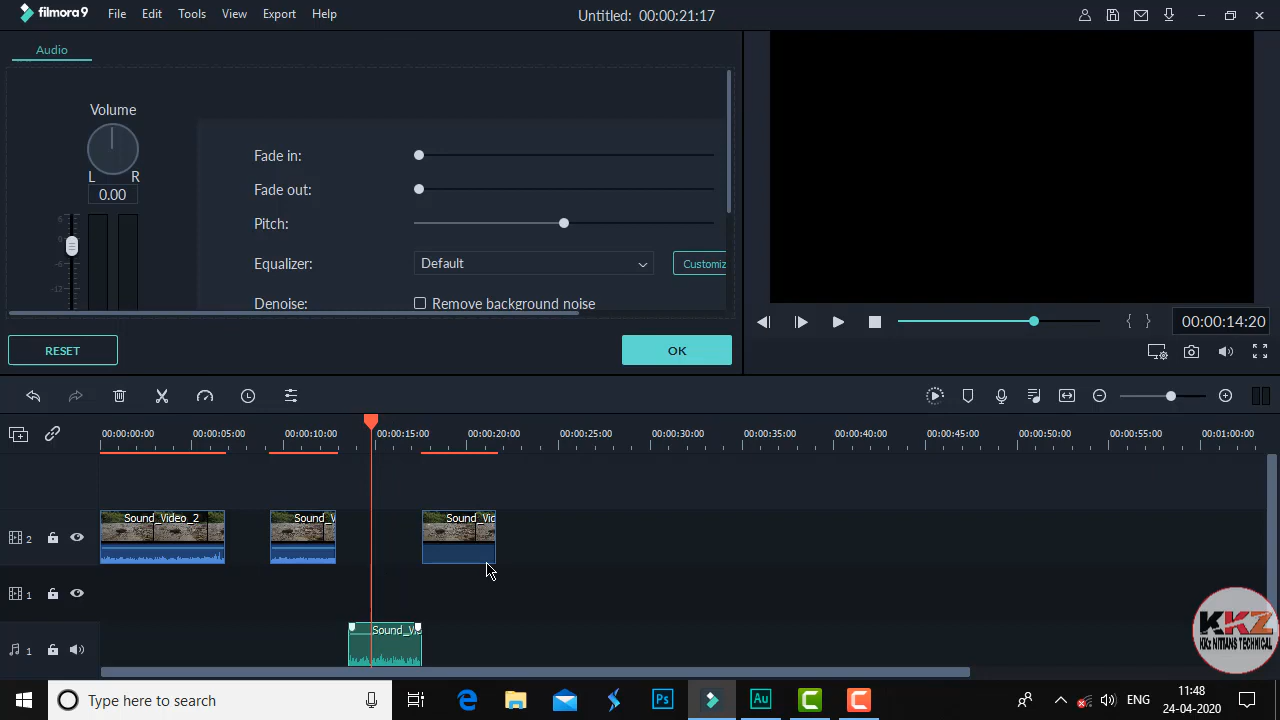 filmora9 File Edit Tools View Export Help Untitled: 00:00:21:17
Audio
Volume
L R
0.00
Fade in:
Fade out:
Pitch:
Equalizer: Default Customiz
Denoise: Remove background noise
RESET OK
00:00:14:20
00:00:00:00 00:00:05:00 00:00:10:00 00:00:15:00 00:00:20:00 00:00:25:00 00:00:30:00 00:00:35:00 00:00:40:00 00:00:45:00 00:00:50:00 00:00:55:00 00:01:00:00
Sound_Video_2 Sound_V Sound_Vid
2
1
Sound_Vi
1
KKZ
KKz NITIANS TECHNICAL
Type here to search
Ps Au
ENG
11:48
24-04-2020